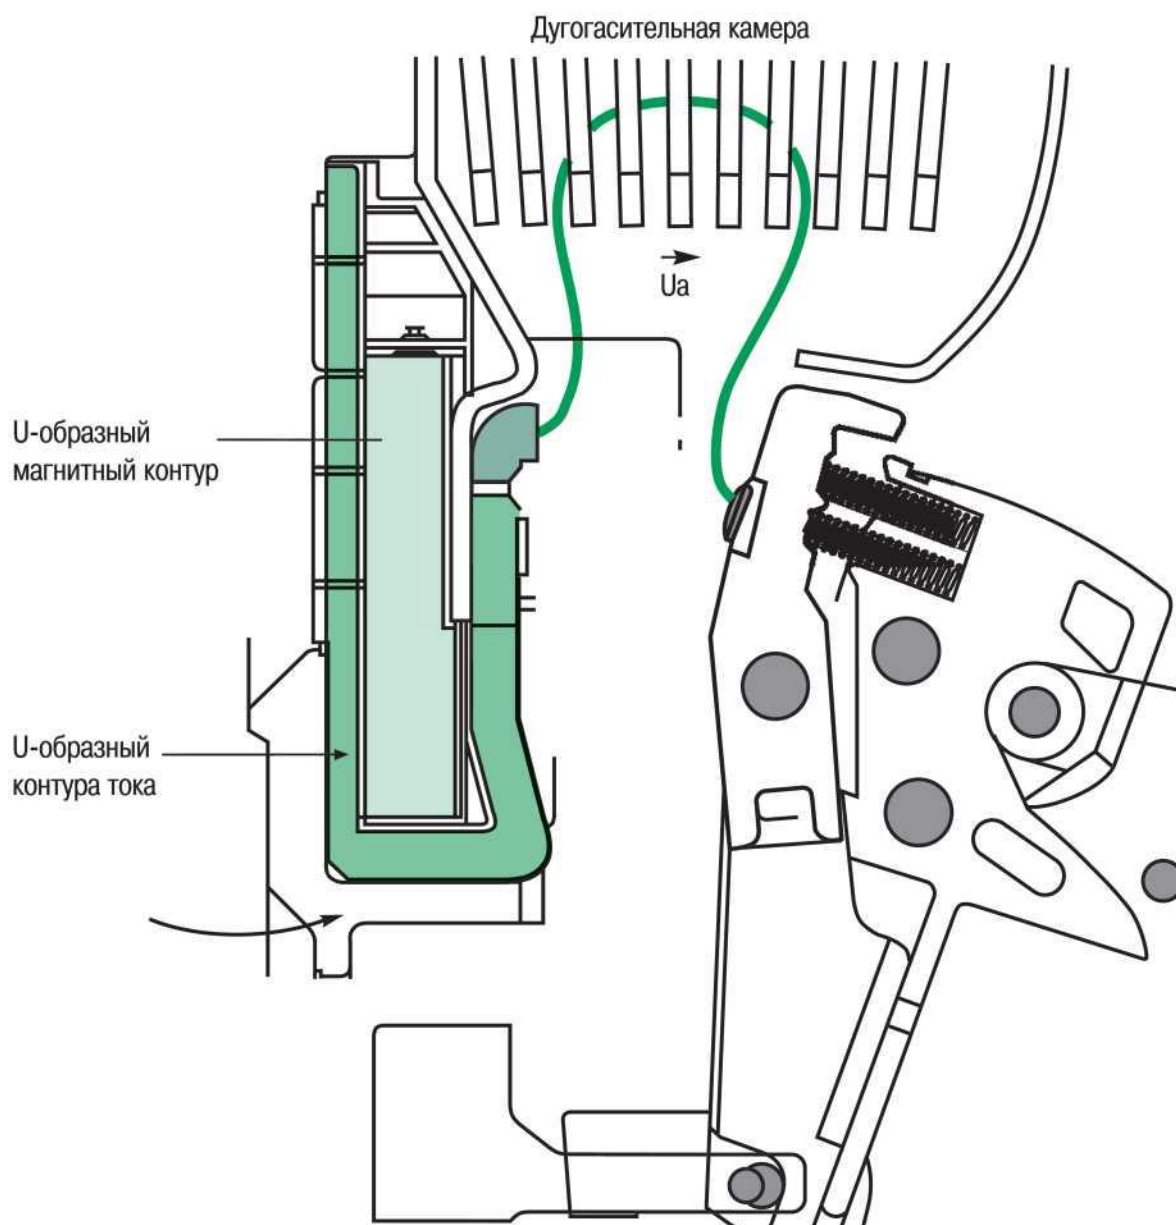 Дугогасительная камера
Ua
U-образный
магнитный контур
U-образный
контура тока